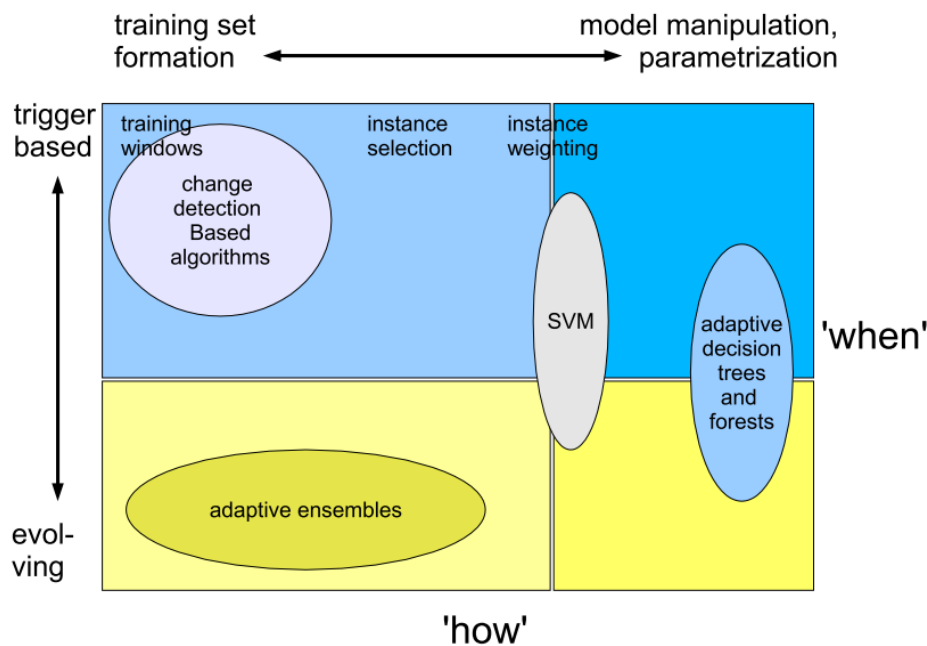 training set
formation
model manipulation,
parametrization
trigger
based
training
windows
instance
selection
instance
weighting
change
detection
Based
algorithms
SVM
adaptive
decision
trees
and
forests
'when'
adaptive ensembles
evol-
ving
'how'